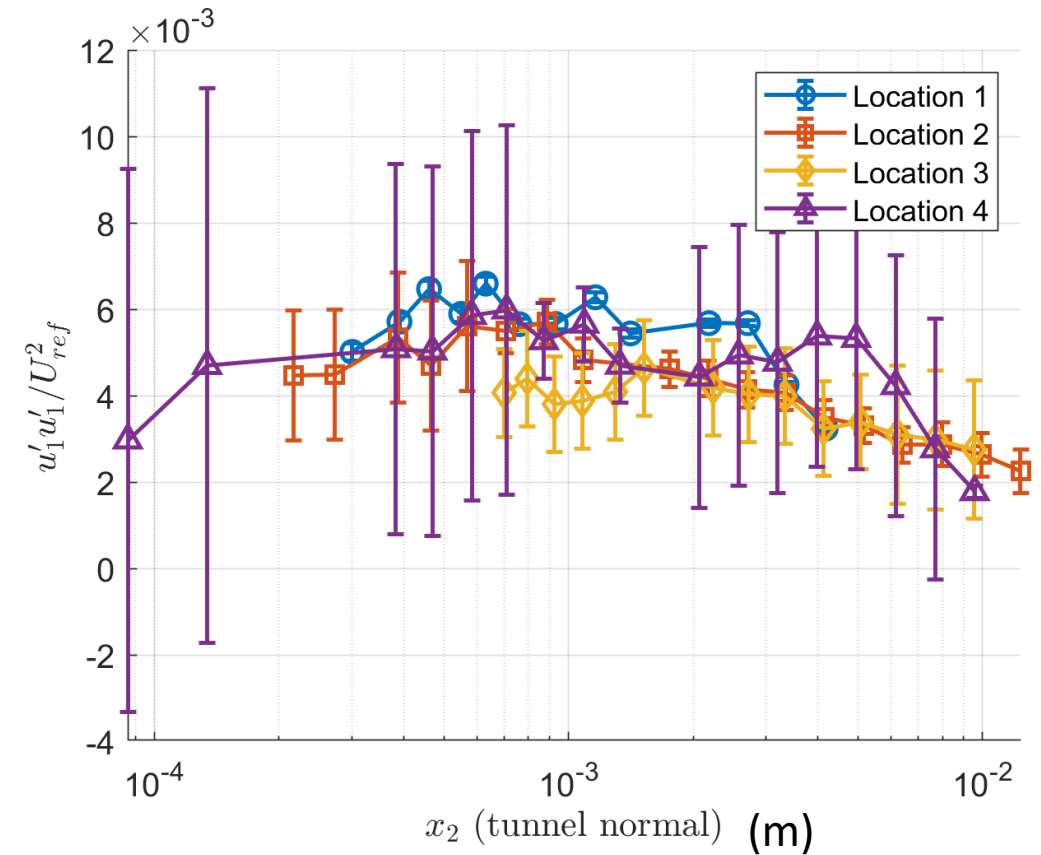 ×10⁻³
12
10
8
6
4
2
0
-2
-4
u′₁u′₁/U²ref
Location 1
Location 2
Location 3
Location 4
10⁻⁴ 10⁻³ 10⁻²
x₂ (tunnel normal) (m)